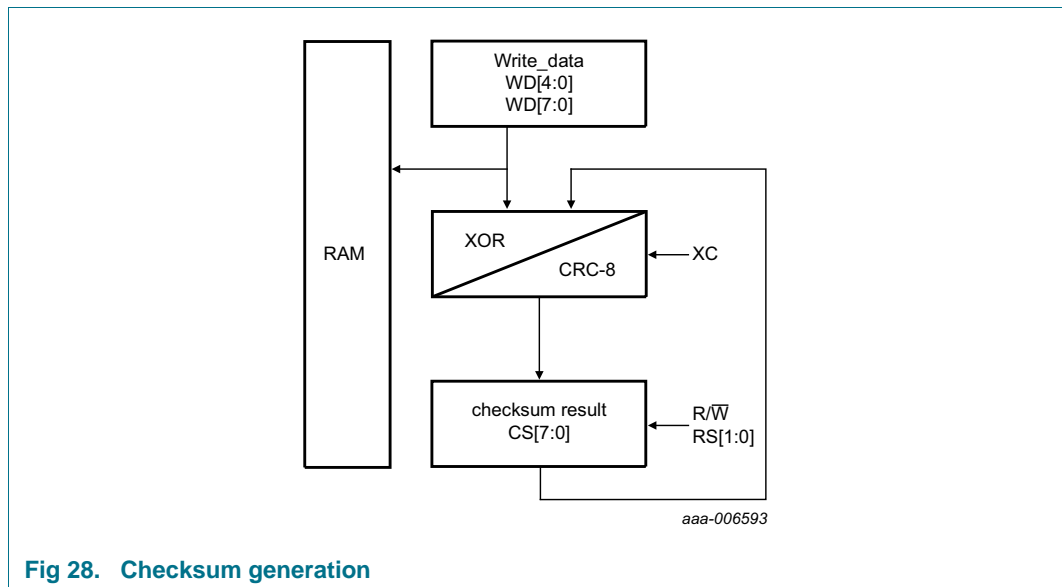 Write_data
WD[4:0]
WD[7:0]
RAM
XOR
CRC-8
XC
checksum result
CS[7:0]
R/W̅
RS[1:0]
aaa-006593
Fig 28. Checksum generation